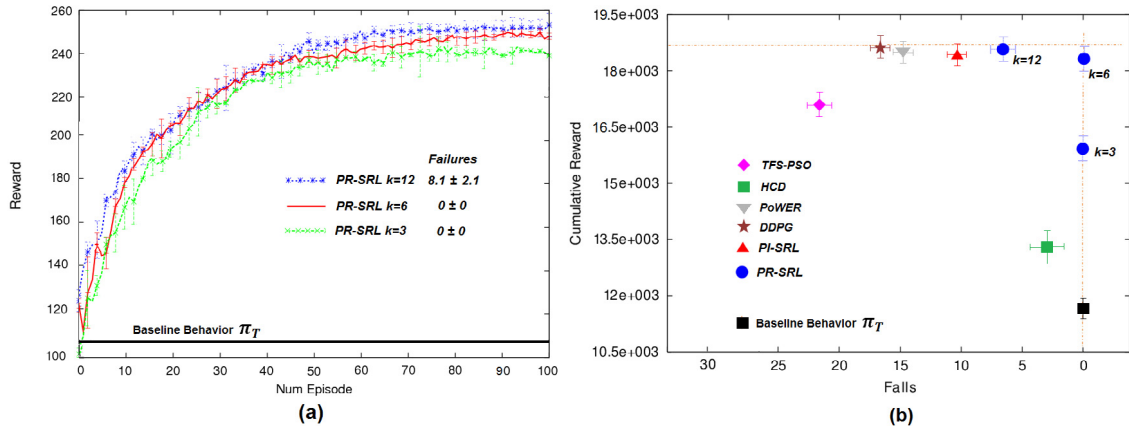 260
240
220
200
180
160
140
120
100
Reward
Failures
PR-SRL k=12 8.1 ± 2.1
PR-SRL k=6 0 ± 0
PR-SRL k=3 0 ± 0
Baseline Behavior π_T
0 10 20 30 40 50 60 70 80 90 100
Num Episode
(a)
19.5e+003
18e+003
16.5e+003
15e+003
13.5e+003
12e+003
10.5e+003
Cumulative Reward
k=12
k=6
k=3
TFS-PSO
HCD
PoWER
DDPG
PI-SRL
PR-SRL
Baseline Behavior π_T
30 20 15 10 5 0
Falls
(b)